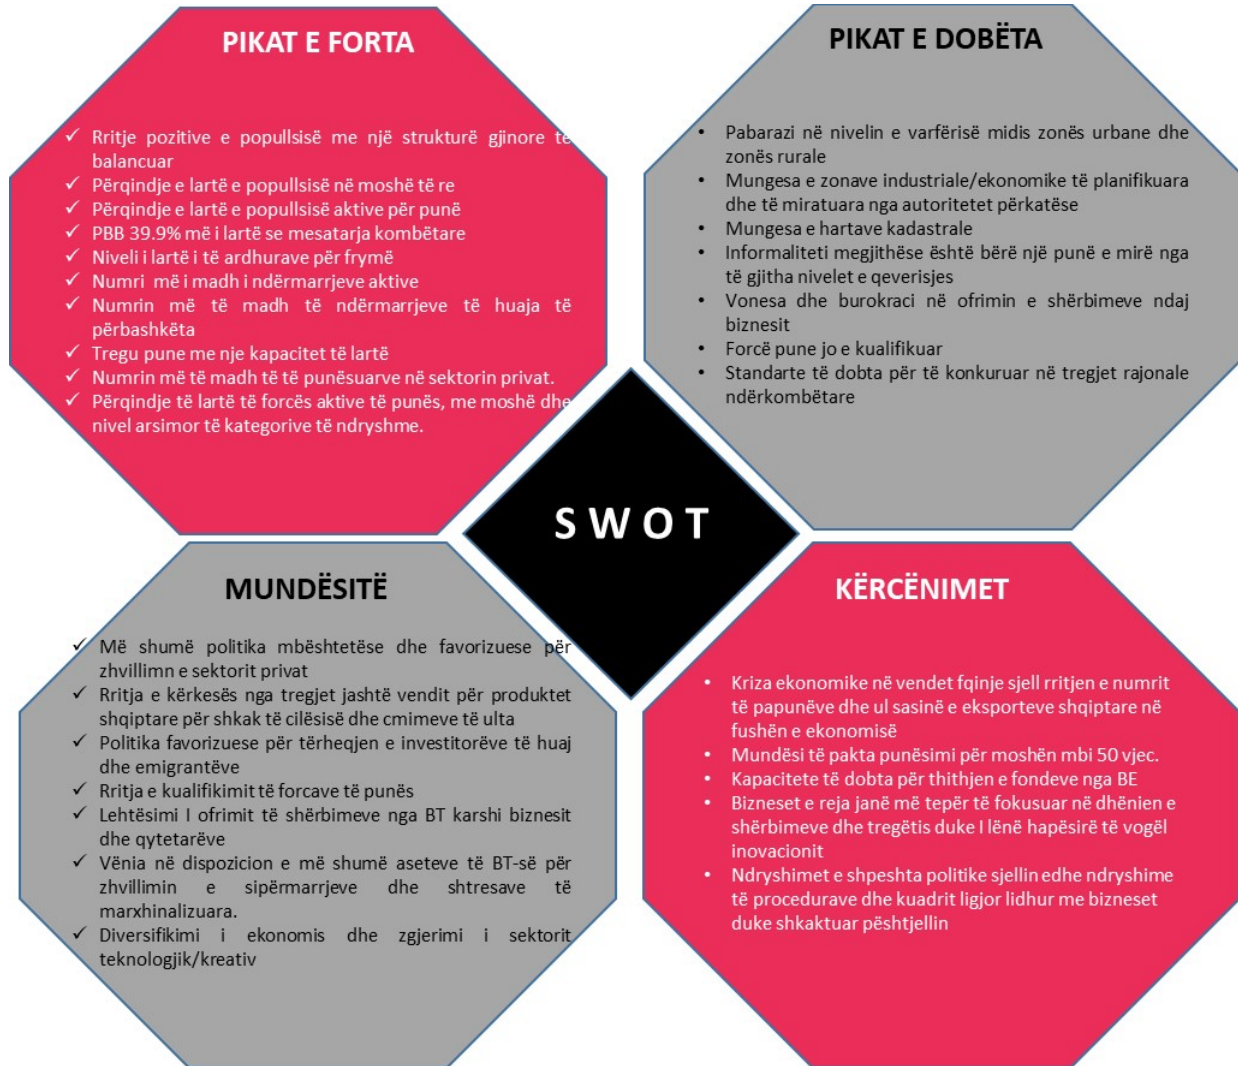 PIKAT E FORTA
✓ Rritje pozitive e popullsisë me një strukturë gjinore të
balancuar
✓ Përqindje e lartë e popullsisë në moshë të re
✓ Përqindje e lartë e popullsisë aktive për punë
✓ PBB 39.9% më i lartë se mesatarja kombëtare
✓ Niveli i lartë i të ardhurave për frymë
✓ Numri më i madh i ndërmarrjeve aktive
✓ Numrin më të madh të ndërmarrjeve të huaja të
përbashkëta
✓ Tregu pune me nje kapacitet të lartë
✓ Numrin më të madh të të punësuarve në sektorin privat.
✓ Përqindje të lartë të forcës aktive të punës, me moshë dhe
nivel arsimor të kategorive të ndryshme.
PIKAT E DOBËTA
• Pabarazi në nivelin e varfërisë midis zonës urbane dhe
zonës rurale
• Mungesa e zonave industriale/ekonomike të planifikuara
dhe të miratuara nga autoritetet përkatëse
• Mungesa e hartave kadastrale
• Informaliteti megjithëse është bërë një punë e mirë nga
të gjitha nivelet e qeverisjes
• Vonesa dhe burokraci në ofrimin e shërbimeve ndaj
biznesit
• Forcë pune jo e kualifikuar
• Standarte të dobta për të konkuruar në tregjet rajonale
ndërkombëtare
S W O T
MUNDËSITË
✓ Më shumë politika mbështetëse dhe favorizuese për
zhvillimn e sektorit privat
✓ Rritja e kërkesës nga tregjet jashtë vendit për produktet
shqiptare për shkak të cilësisë dhe cmimeve të ulta
✓ Politika favorizuese për tërheqjen e investitorëve të huaj
dhe emigrantëve
✓ Rritja e kualifikimit të forcave të punës
✓ Lehtësimi I ofrimit të shërbimeve nga BT karshi biznesit
dhe qytetarëve
✓ Vënia në dispozicion e më shumë aseteve të BT-së për
zhvillimin e sipërmarrjeve dhe shtresave të
marxhinalizuara.
✓ Diversifikimi i ekonomis dhe zgjerimi i sektorit
teknologjik/kreativ
KËRCËNIMET
• Kriza ekonomike në vendet fqinje sjell rritjen e numrit
të papunëve dhe ul sasinë e eksporteve shqiptare në
fushën e ekonomisë
• Mundësi të pakta punësimi për moshën mbi 50 vjec.
• Kapacitete të dobta për thithjen e fondeve nga BE
• Bizneset e reja janë më tepër të fokusuar në dhënien e
shërbimeve dhe tregëtis duke I lënë hapësirë të vogël
inovacionit
• Ndryshimet e shpeshta politike sjellin edhe ndryshime
të procedurave dhe kuadrit ligjor lidhur me bizneset
duke shkaktuar pështjellin